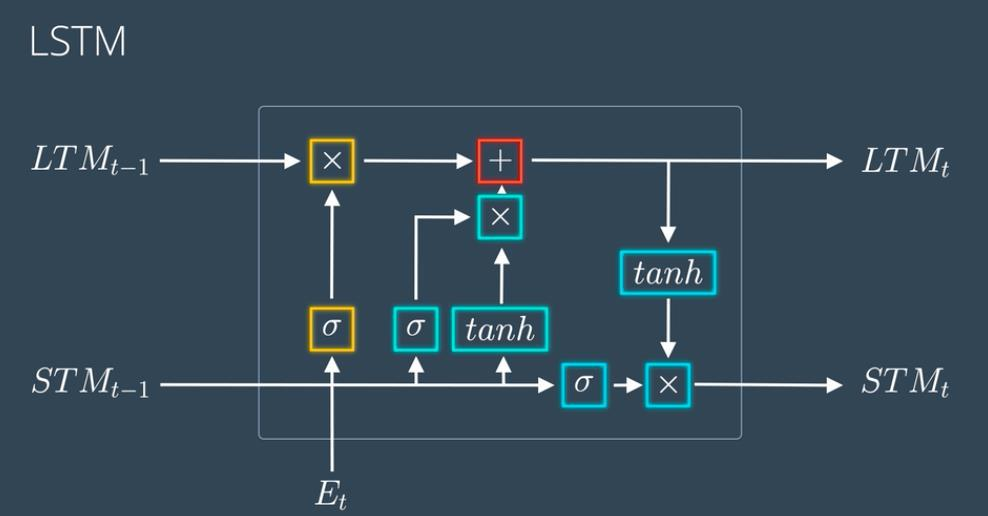 LSTM
LTM_{t−1} × + LTM_t
×
tanh
σ σ tanh
STM_{t−1} σ × STM_t
E_t